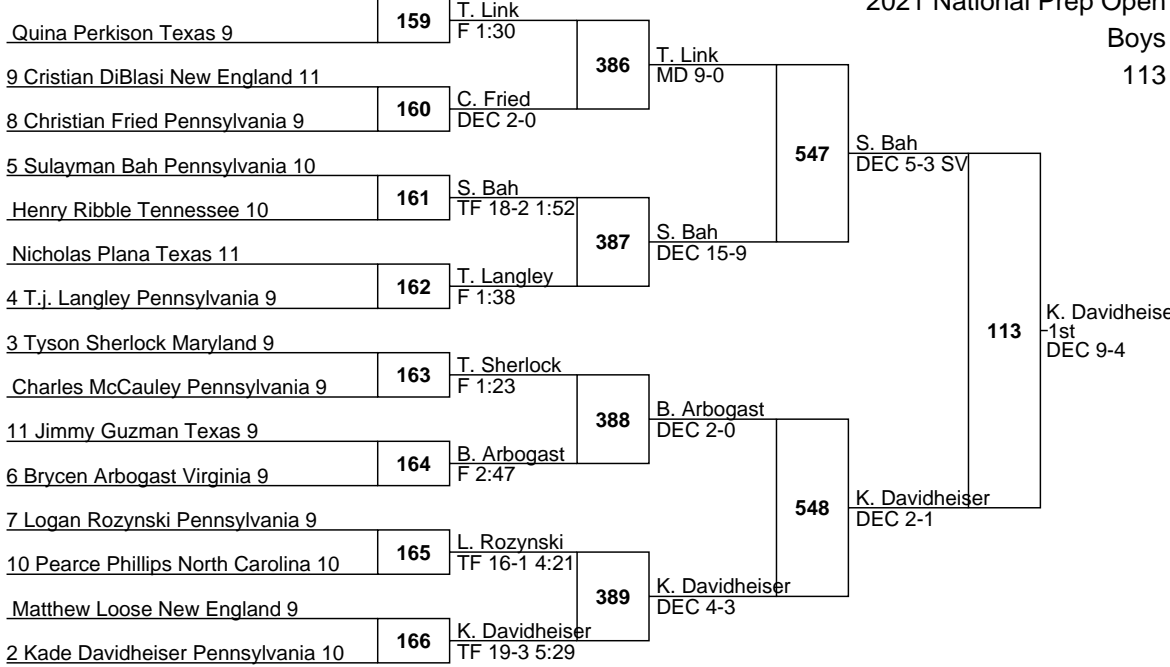 2021 National Prep Open
Boys
113
Quina Perkison Texas 9
159
T. Link
F 1:30
386
T. Link
MD 9-0
9 Cristian DiBlasi New England 11
160
C. Fried
DEC 2-0
8 Christian Fried Pennsylvania 9
547
S. Bah
DEC 5-3 SV
5 Sulayman Bah Pennsylvania 10
161
S. Bah
TF 18-2 1:52
Henry Ribble Tennessee 10
387
S. Bah
DEC 15-9
Nicholas Plana Texas 11
162
T. Langley
F 1:38
4 T.j. Langley Pennsylvania 9
113
K. Davidheise
1st
DEC 9-4
3 Tyson Sherlock Maryland 9
163
T. Sherlock
F 1:23
Charles McCauley Pennsylvania 9
388
B. Arbogast
DEC 2-0
11 Jimmy Guzman Texas 9
164
B. Arbogast
F 2:47
6 Brycen Arbogast Virginia 9
548
K. Davidheiser
DEC 2-1
7 Logan Rozynski Pennsylvania 9
165
L. Rozynski
TF 16-1 4:21
10 Pearce Phillips North Carolina 10
389
K. Davidheiser
DEC 4-3
Matthew Loose New England 9
166
K. Davidheiser
TF 19-3 5:29
2 Kade Davidheiser Pennsylvania 10